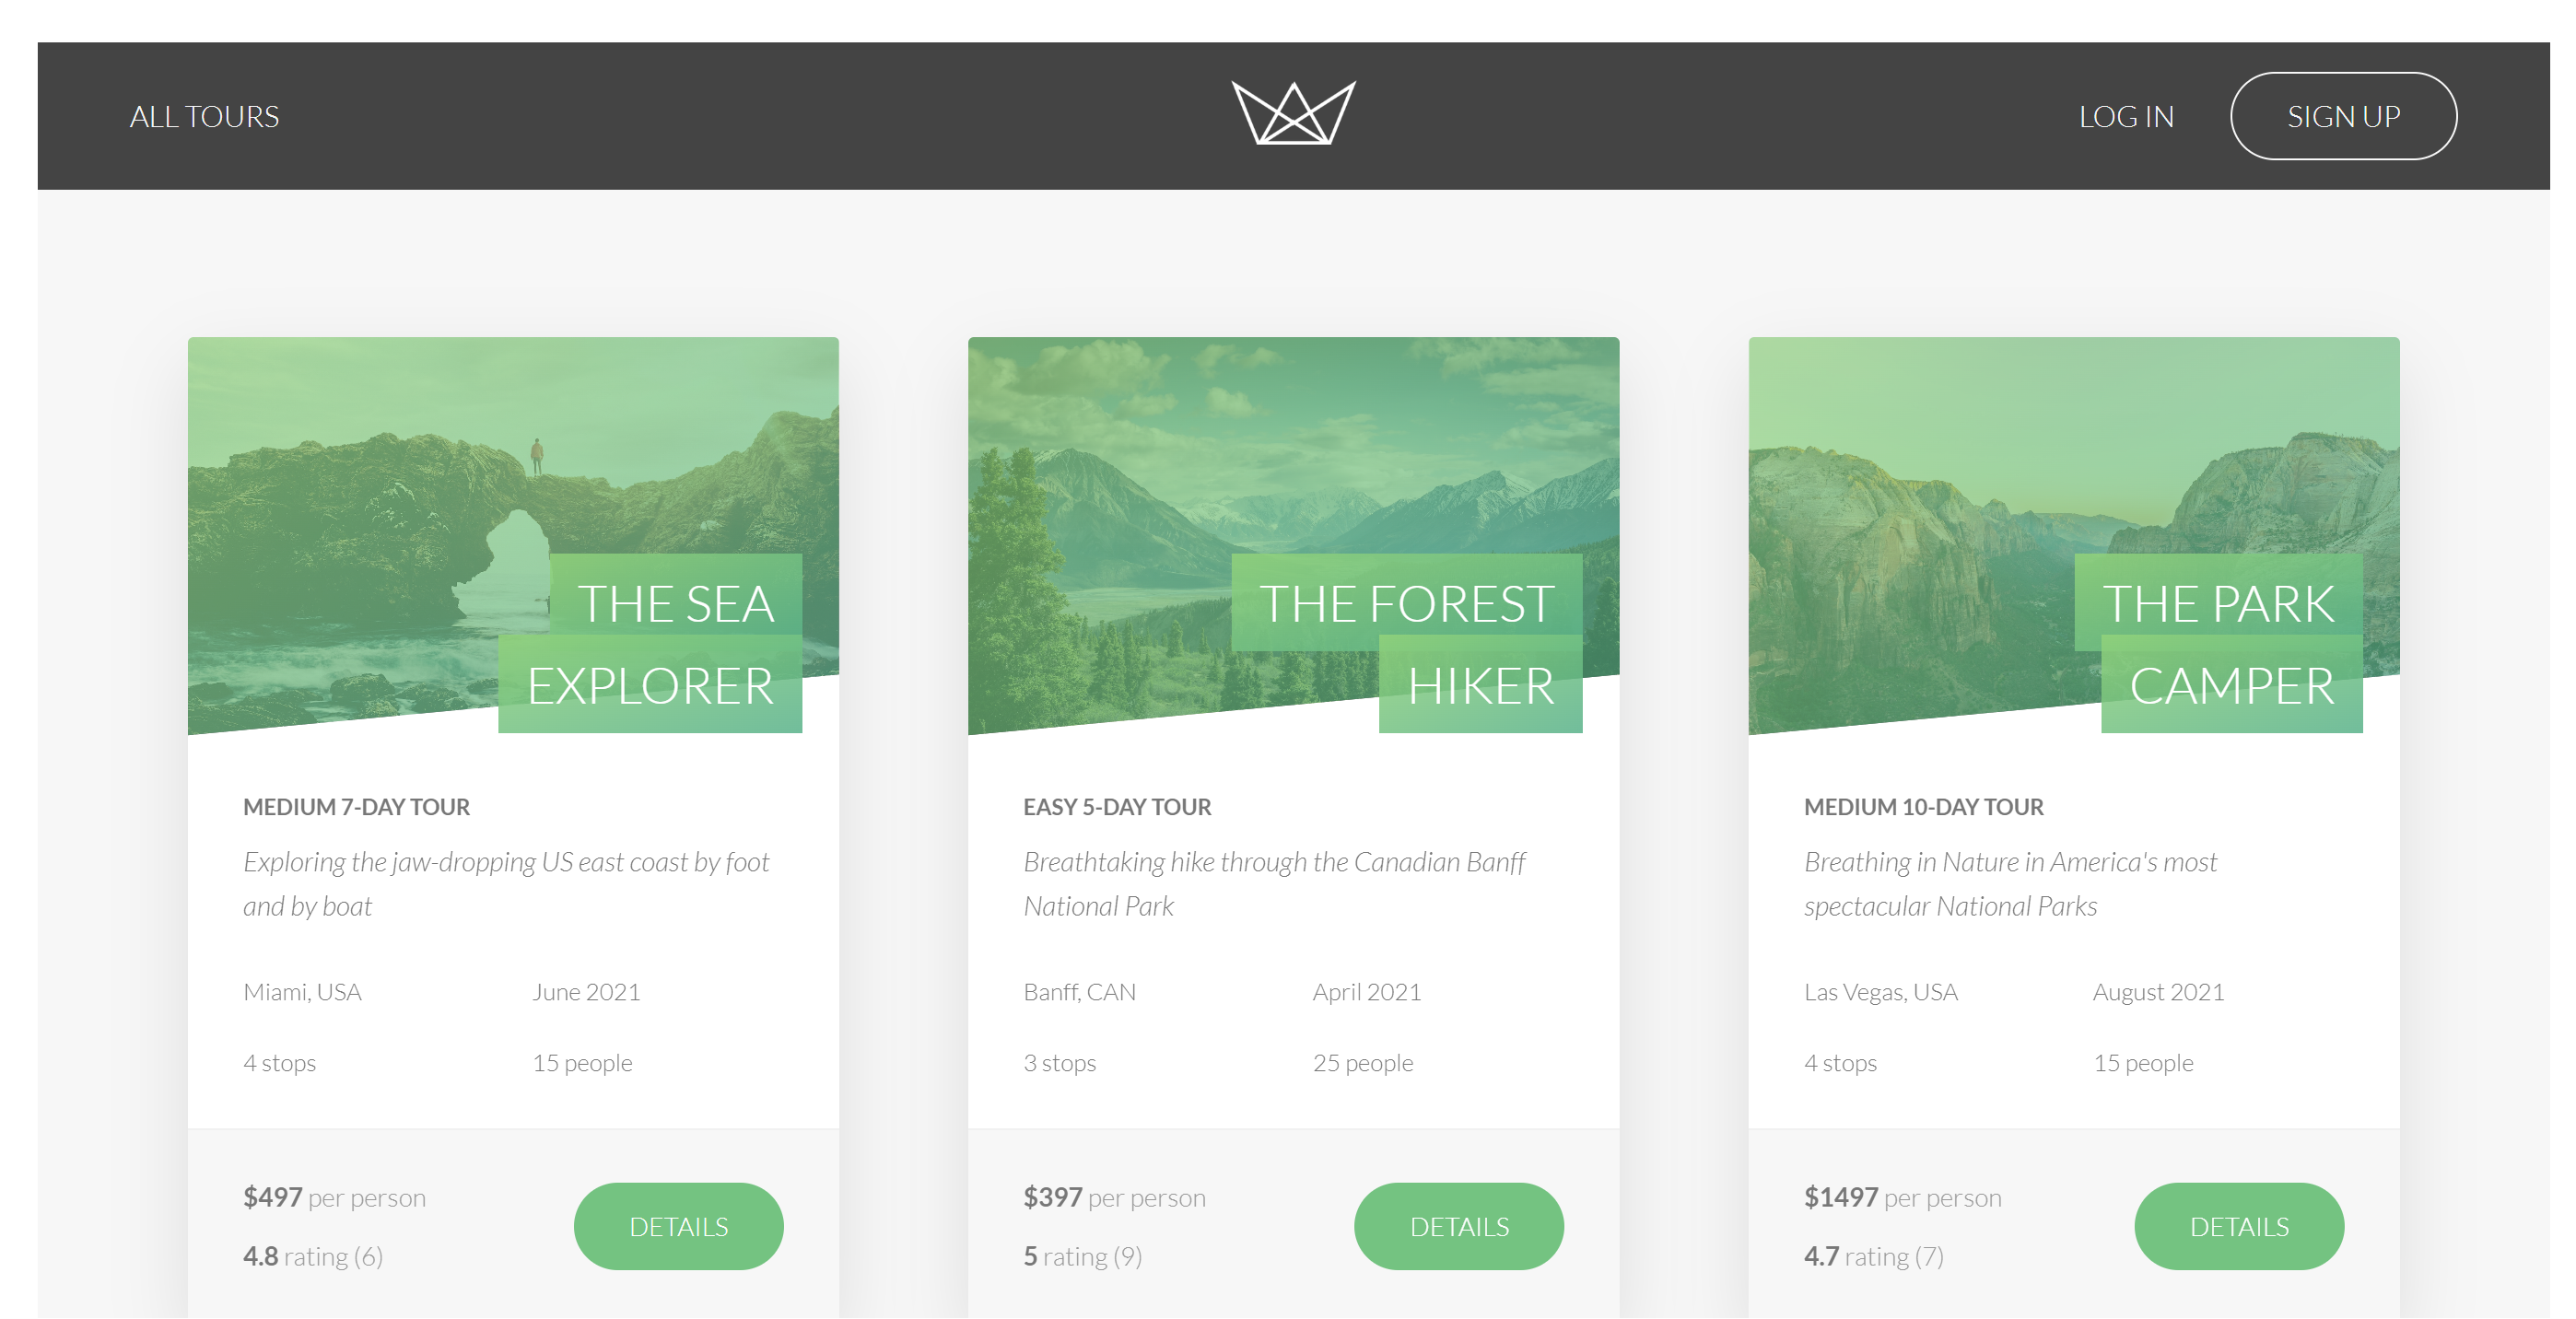 ALL TOURS
LOG IN
SIGN UP
THE SEA
EXPLORER
MEDIUM 7-DAY TOUR
Exploring the jaw-dropping US east coast by foot
and by boat
Miami, USA
June 2021
4 stops
15 people
$497 per person
4.8 rating (6)
DETAILS
THE FOREST
HIKER
EASY 5-DAY TOUR
Breathtaking hike through the Canadian Banff
National Park
Banff, CAN
April 2021
3 stops
25 people
$397 per person
5 rating (9)
DETAILS
THE PARK
CAMPER
MEDIUM 10-DAY TOUR
Breathing in Nature in America's most
spectacular National Parks
Las Vegas, USA
August 2021
4 stops
15 people
$1497 per person
4.7 rating (7)
DETAILS